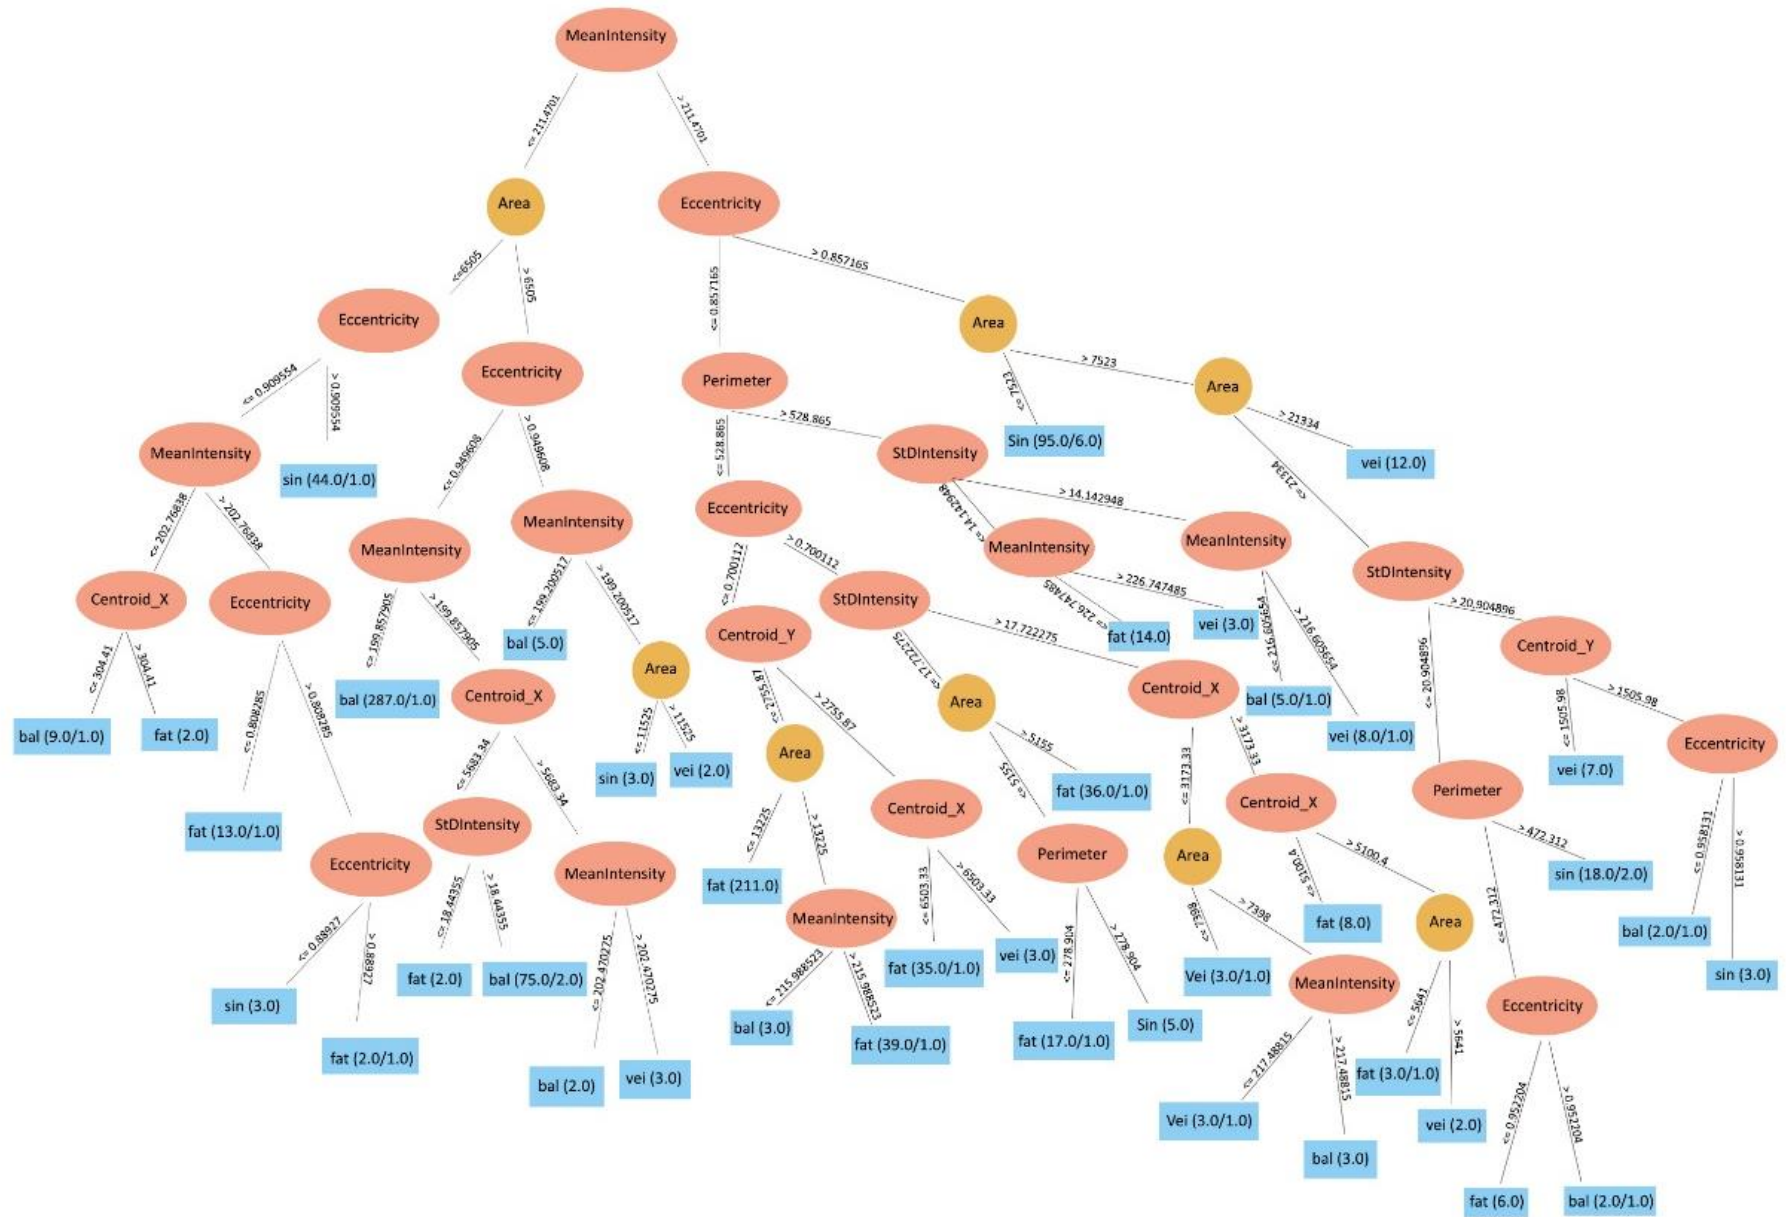 MeanIntensity
<= 211.4701
> 211.4701
Area
Eccentricity
<=6505
> 6505
<= 0.857165
> 0.857165
Eccentricity
Area
Eccentricity
Perimeter
Area
<= 0.909554
> 0.909554
<= 0.949608
> 0.949608
<= 528.865
> 528.865
<= 7523
> 7523
<= 21334
> 21334
MeanIntensity
sin (44.0/1.0)
StDIntensity
Sin (95.0/6.0)
vei (12.0)
<= 202.76838
> 202.76838
MeanIntensity
MeanIntensity
Eccentricity
<= 14.142948
> 14.142948
MeanIntensity
MeanIntensity
StDIntensity
Centroid_X
Eccentricity
<= 199.857905
> 199.857905
<= 199.200517
> 199.200517
<= 0.700112
> 0.700112
StDIntensity
<= 226.747485
> 226.747485
<= 216.605654
> 216.605654
<= 20.904896
> 20.904896
<= 304.41
> 304.41
<= 0.808285
> 0.808285
bal (5.0)
Centroid_Y
fat (14.0)
vei (3.0)
Centroid_Y
bal (287.0/1.0)
Centroid_X
Area
<= 17.722275
> 17.722275
Centroid_X
bal (5.0/1.0)
bal (9.0/1.0)
fat (2.0)
<= 5683.34
> 5683.34
<= 11525
> 11525
<= 2755.87
> 2755.87
Area
<= 3173.33
> 3173.33
vei (8.0/1.0)
<= 1505.98
> 1505.98
sin (3.0)
vei (2.0)
Area
<= 5155
> 5155
fat (36.0/1.0)
vei (7.0)
Eccentricity
fat (13.0/1.0)
StDIntensity
Centroid_X
Centroid_X
Perimeter
Eccentricity
<= 18.44355
> 18.44355
MeanIntensity
<= 13225
> 13225
Perimeter
Area
<= 5100.4
> 5100.4
<=472.312
> 472.312
sin (18.0/2.0)
<= 0.958131
> 0.958131
<= 0.88927
> 0.88927
fat (2.0)
bal (75.0/2.0)
<= 202.470275
> 202.470275
fat (211.0)
MeanIntensity
<= 6503.33
> 6503.33
<= 278.904
> 278.904
<= 7398
> 7398
fat (8.0)
Area
bal (2.0/1.0)
sin (3.0)
sin (3.0)
<= 215.988523
> 215.988523
fat (35.0/1.0)
vei (3.0)
Vei (3.0/1.0)
MeanIntensity
<= 5641
> 5641
Eccentricity
fat (2.0/1.0)
bal (3.0)
fat (39.0/1.0)
fat (17.0/1.0)
Sin (5.0)
<= 217.48815
> 217.48815
fat (3.0/1.0)
bal (2.0)
vei (3.0)
Vei (3.0/1.0)
vei (2.0)
<= 0.952204
> 0.952204
bal (3.0)
fat (6.0)
bal (2.0/1.0)